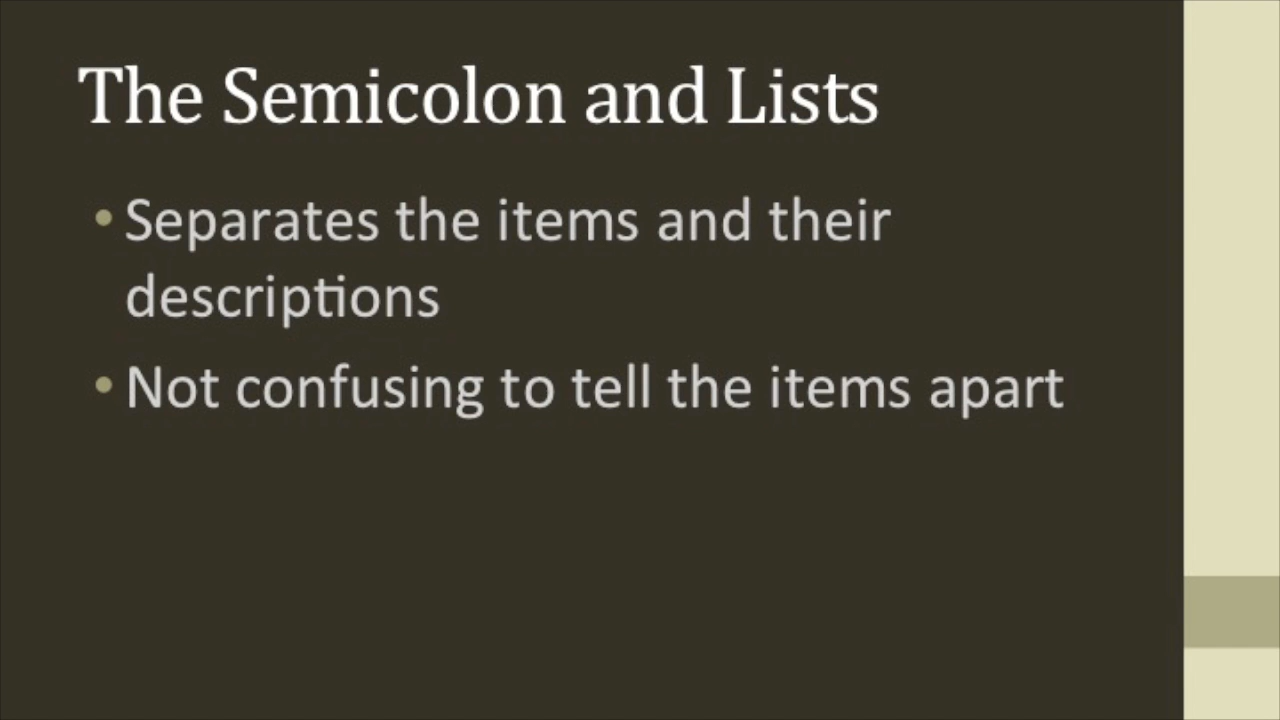 The Semicolon and Lists
• Separates the items and their
descriptions
• Not confusing to tell the items apart